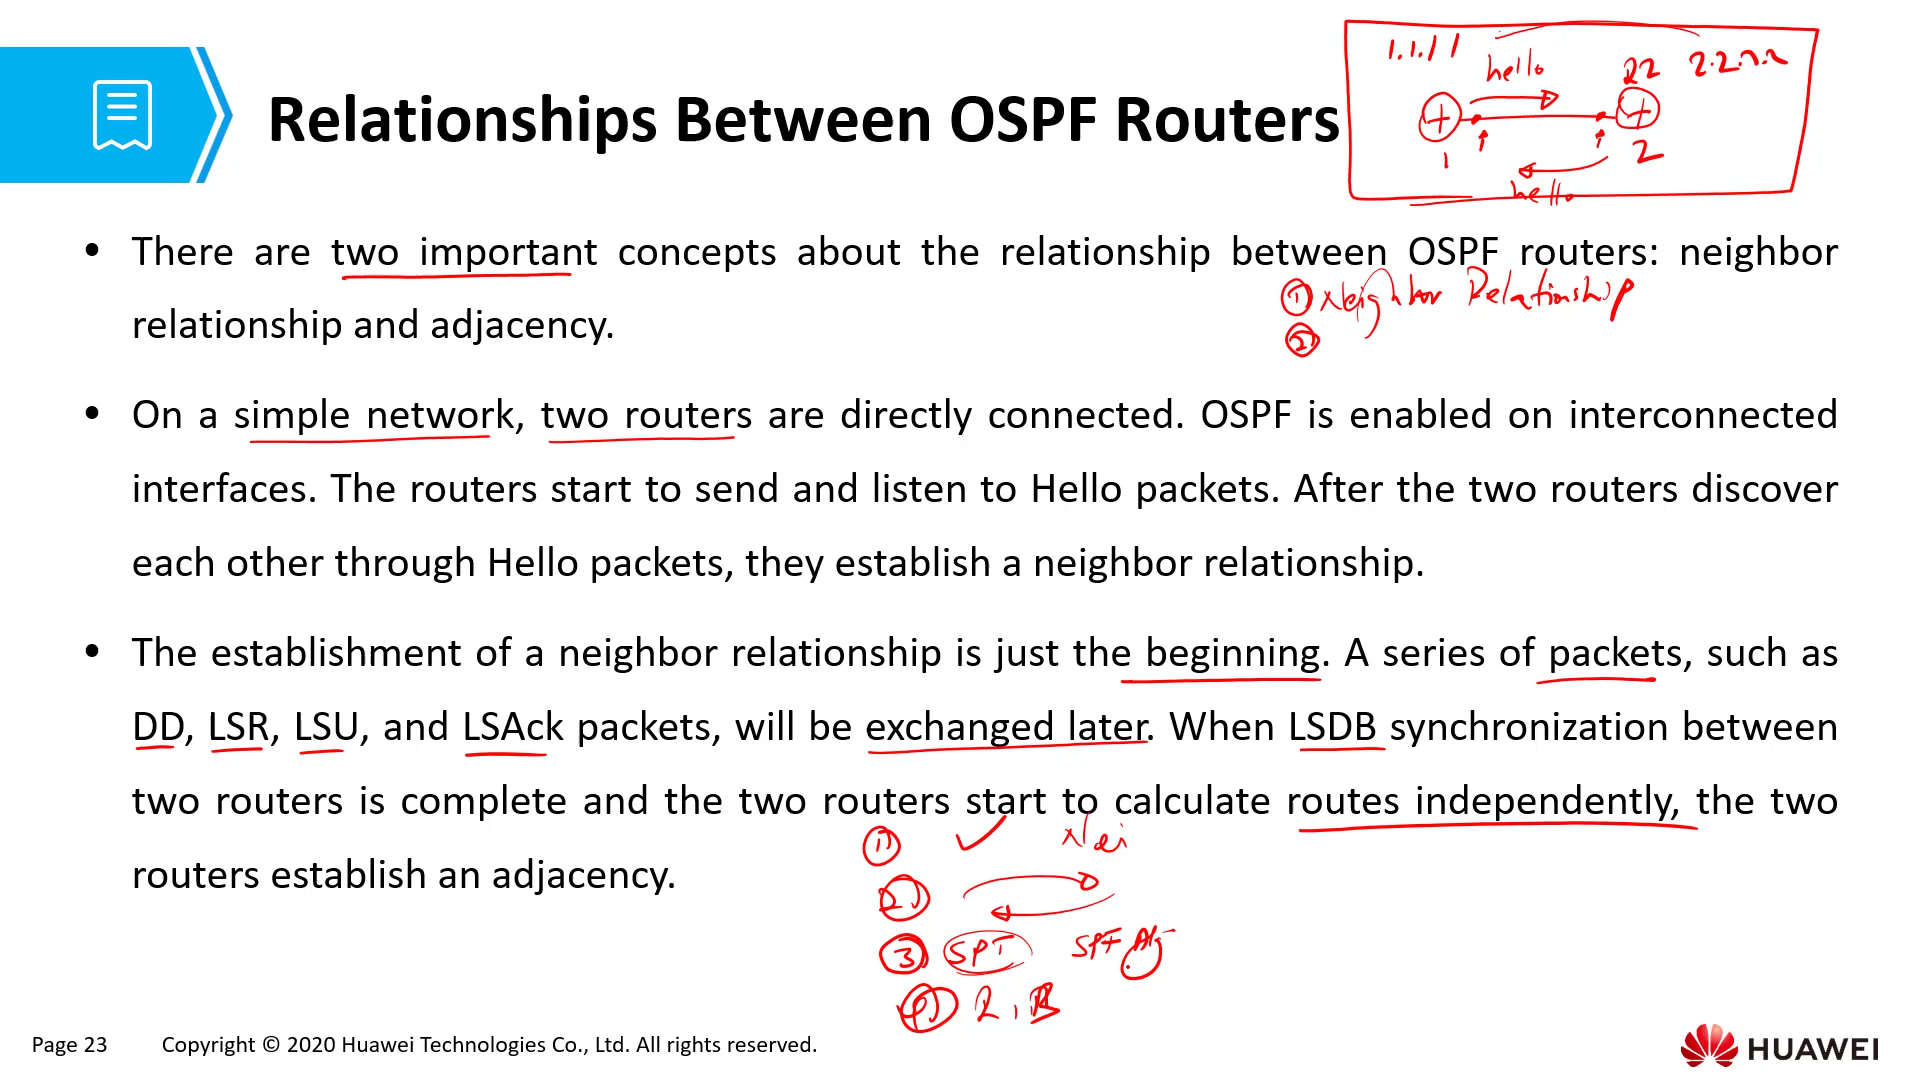 1.1.1 1
hello
R2 2.2.2.2
Relationships Between OSPF Routers
1
2
hello
• There are two important concepts about the relationship between OSPF routers: neighbor
① Neighbor Relationship
relationship and adjacency.
②
• On a simple network, two routers are directly connected. OSPF is enabled on interconnected
interfaces. The routers start to send and listen to Hello packets. After the two routers discover
each other through Hello packets, they establish a neighbor relationship.
• The establishment of a neighbor relationship is just the beginning. A series of packets, such as
DD, LSR, LSU, and LSAck packets, will be exchanged later. When LSDB synchronization between
two routers is complete and the two routers start to calculate routes independently, the two
① ✓ Nei
routers establish an adjacency.
②
③ SPT SPF Alg
④
Page 23 Copyright © 2020 Huawei Technologies Co., Ltd. All rights reserved.
HUAWEI